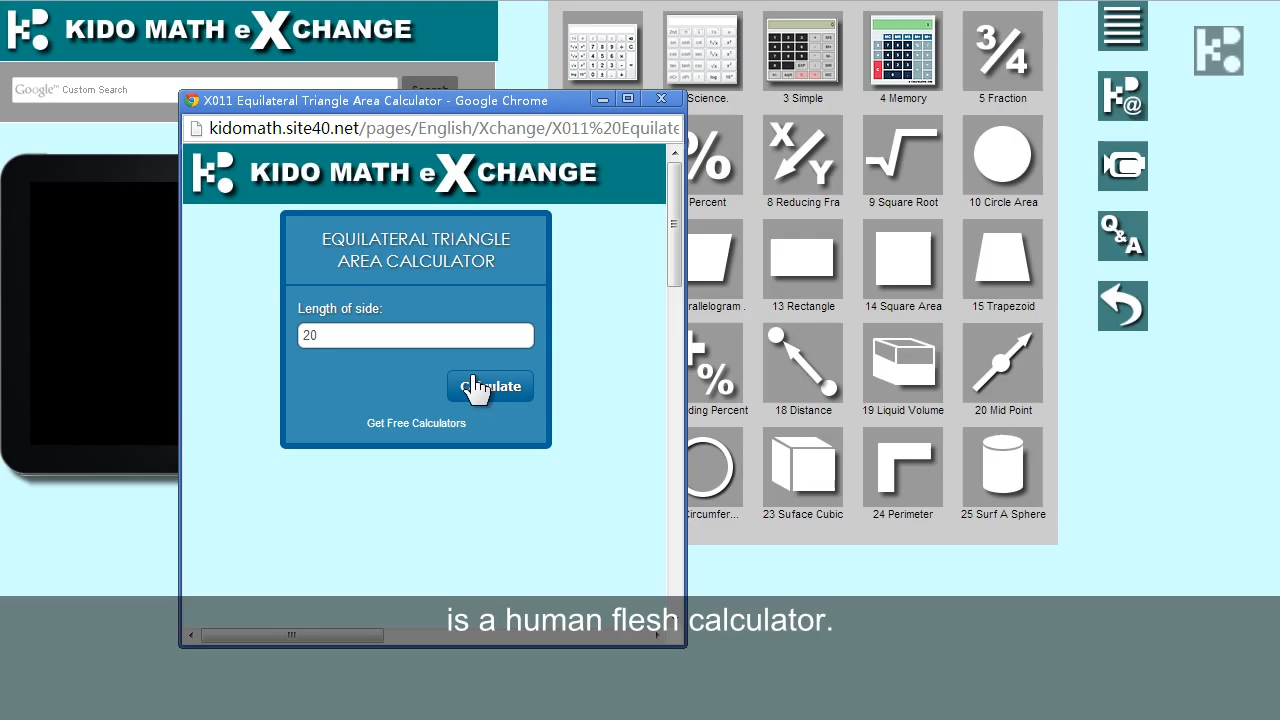 KIDO MATH eXCHANGE
Google™ Custom Search
Science.
3 Simple
4 Memory
5 Fraction
3/4
X011 Equilateral Triangle Area Calculator - Google Chrome
kidomath.site40.net/pages/English/Xchange/X011%20Equilate
KIDO MATH eXCHANGE
EQUILATERAL TRIANGLE
AREA CALCULATOR
Length of side:
20
Calculate
Get Free Calculators
%
X/Y
Percent
8 Reducing Fra
9 Square Root
10 Circle Area
rallelogram .
13 Rectangle
14 Square Area
15 Trapezoid
%
ding Percent
18 Distance
19 Liquid Volume
20 Mid Point
Circumfer...
23 Suface Cubic
24 Perimeter
25 Surf A Sphere
@
Q&A
is a human flesh calculator.